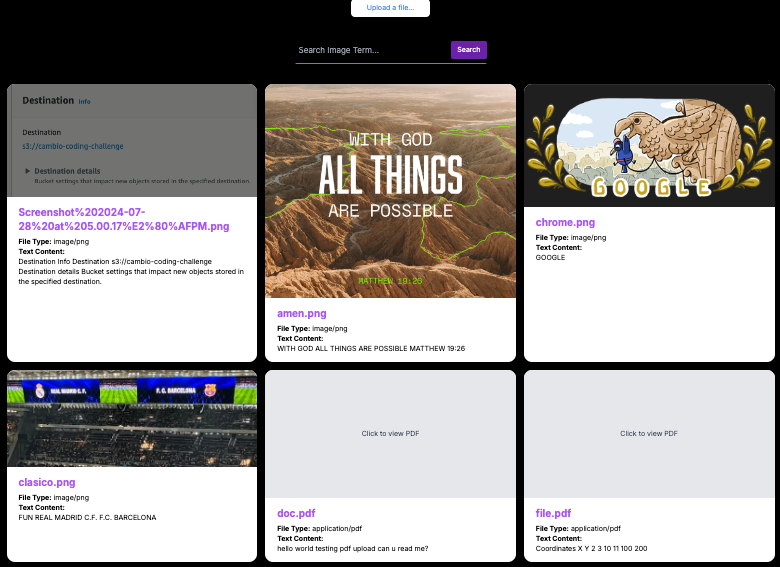 Upload a file...
Search Image Term...
Search
Destination Info
Destination
s3://cambio-coding-challenge
Destination details
Bucket settings that impact new objects stored in the specified destination.
Screenshot%202024-07-
28%20at%205.00.17%E2%80%AFPM.png
File Type: image/png
Text Content:
Destination Info Destination s3://cambio-coding-challenge
Destination details Bucket settings that impact new objects stored in
the specified destination.
WITH GOD
ALL THINGS
ARE POSSIBLE
MATTHEW 19:26
amen.png
File Type: image/png
Text Content:
WITH GOD ALL THINGS ARE POSSIBLE MATTHEW 19:26
GOOGLE
chrome.png
File Type: image/png
Text Content:
GOOGLE
REAL MADRID C.F.
F.C. BARCELONA
clasico.png
File Type: image/png
Text Content:
FUN REAL MADRID C.F. F.C. BARCELONA
Click to view PDF
doc.pdf
File Type: application/pdf
Text Content:
hello world testing pdf upload can u read me?
Click to view PDF
file.pdf
File Type: application/pdf
Text Content:
Coordinates X Y 2 3 10 11 100 200